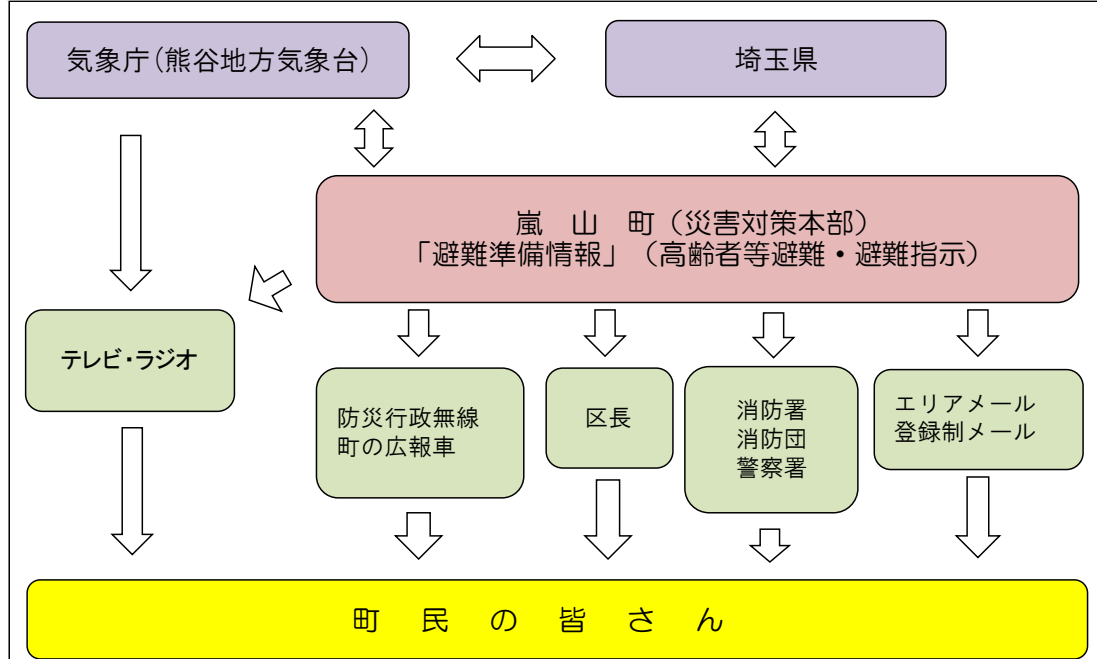 気象庁(熊谷地方気象台)
埼玉県
嵐　山　町（災害対策本部）
「避難準備情報」（高齢者等避難・避難指示）
テレビ・ラジオ
防災行政無線
町の広報車
区長
消防署
消防団
警察署
エリアメール
登録制メール
町　民　の　皆　さ　ん